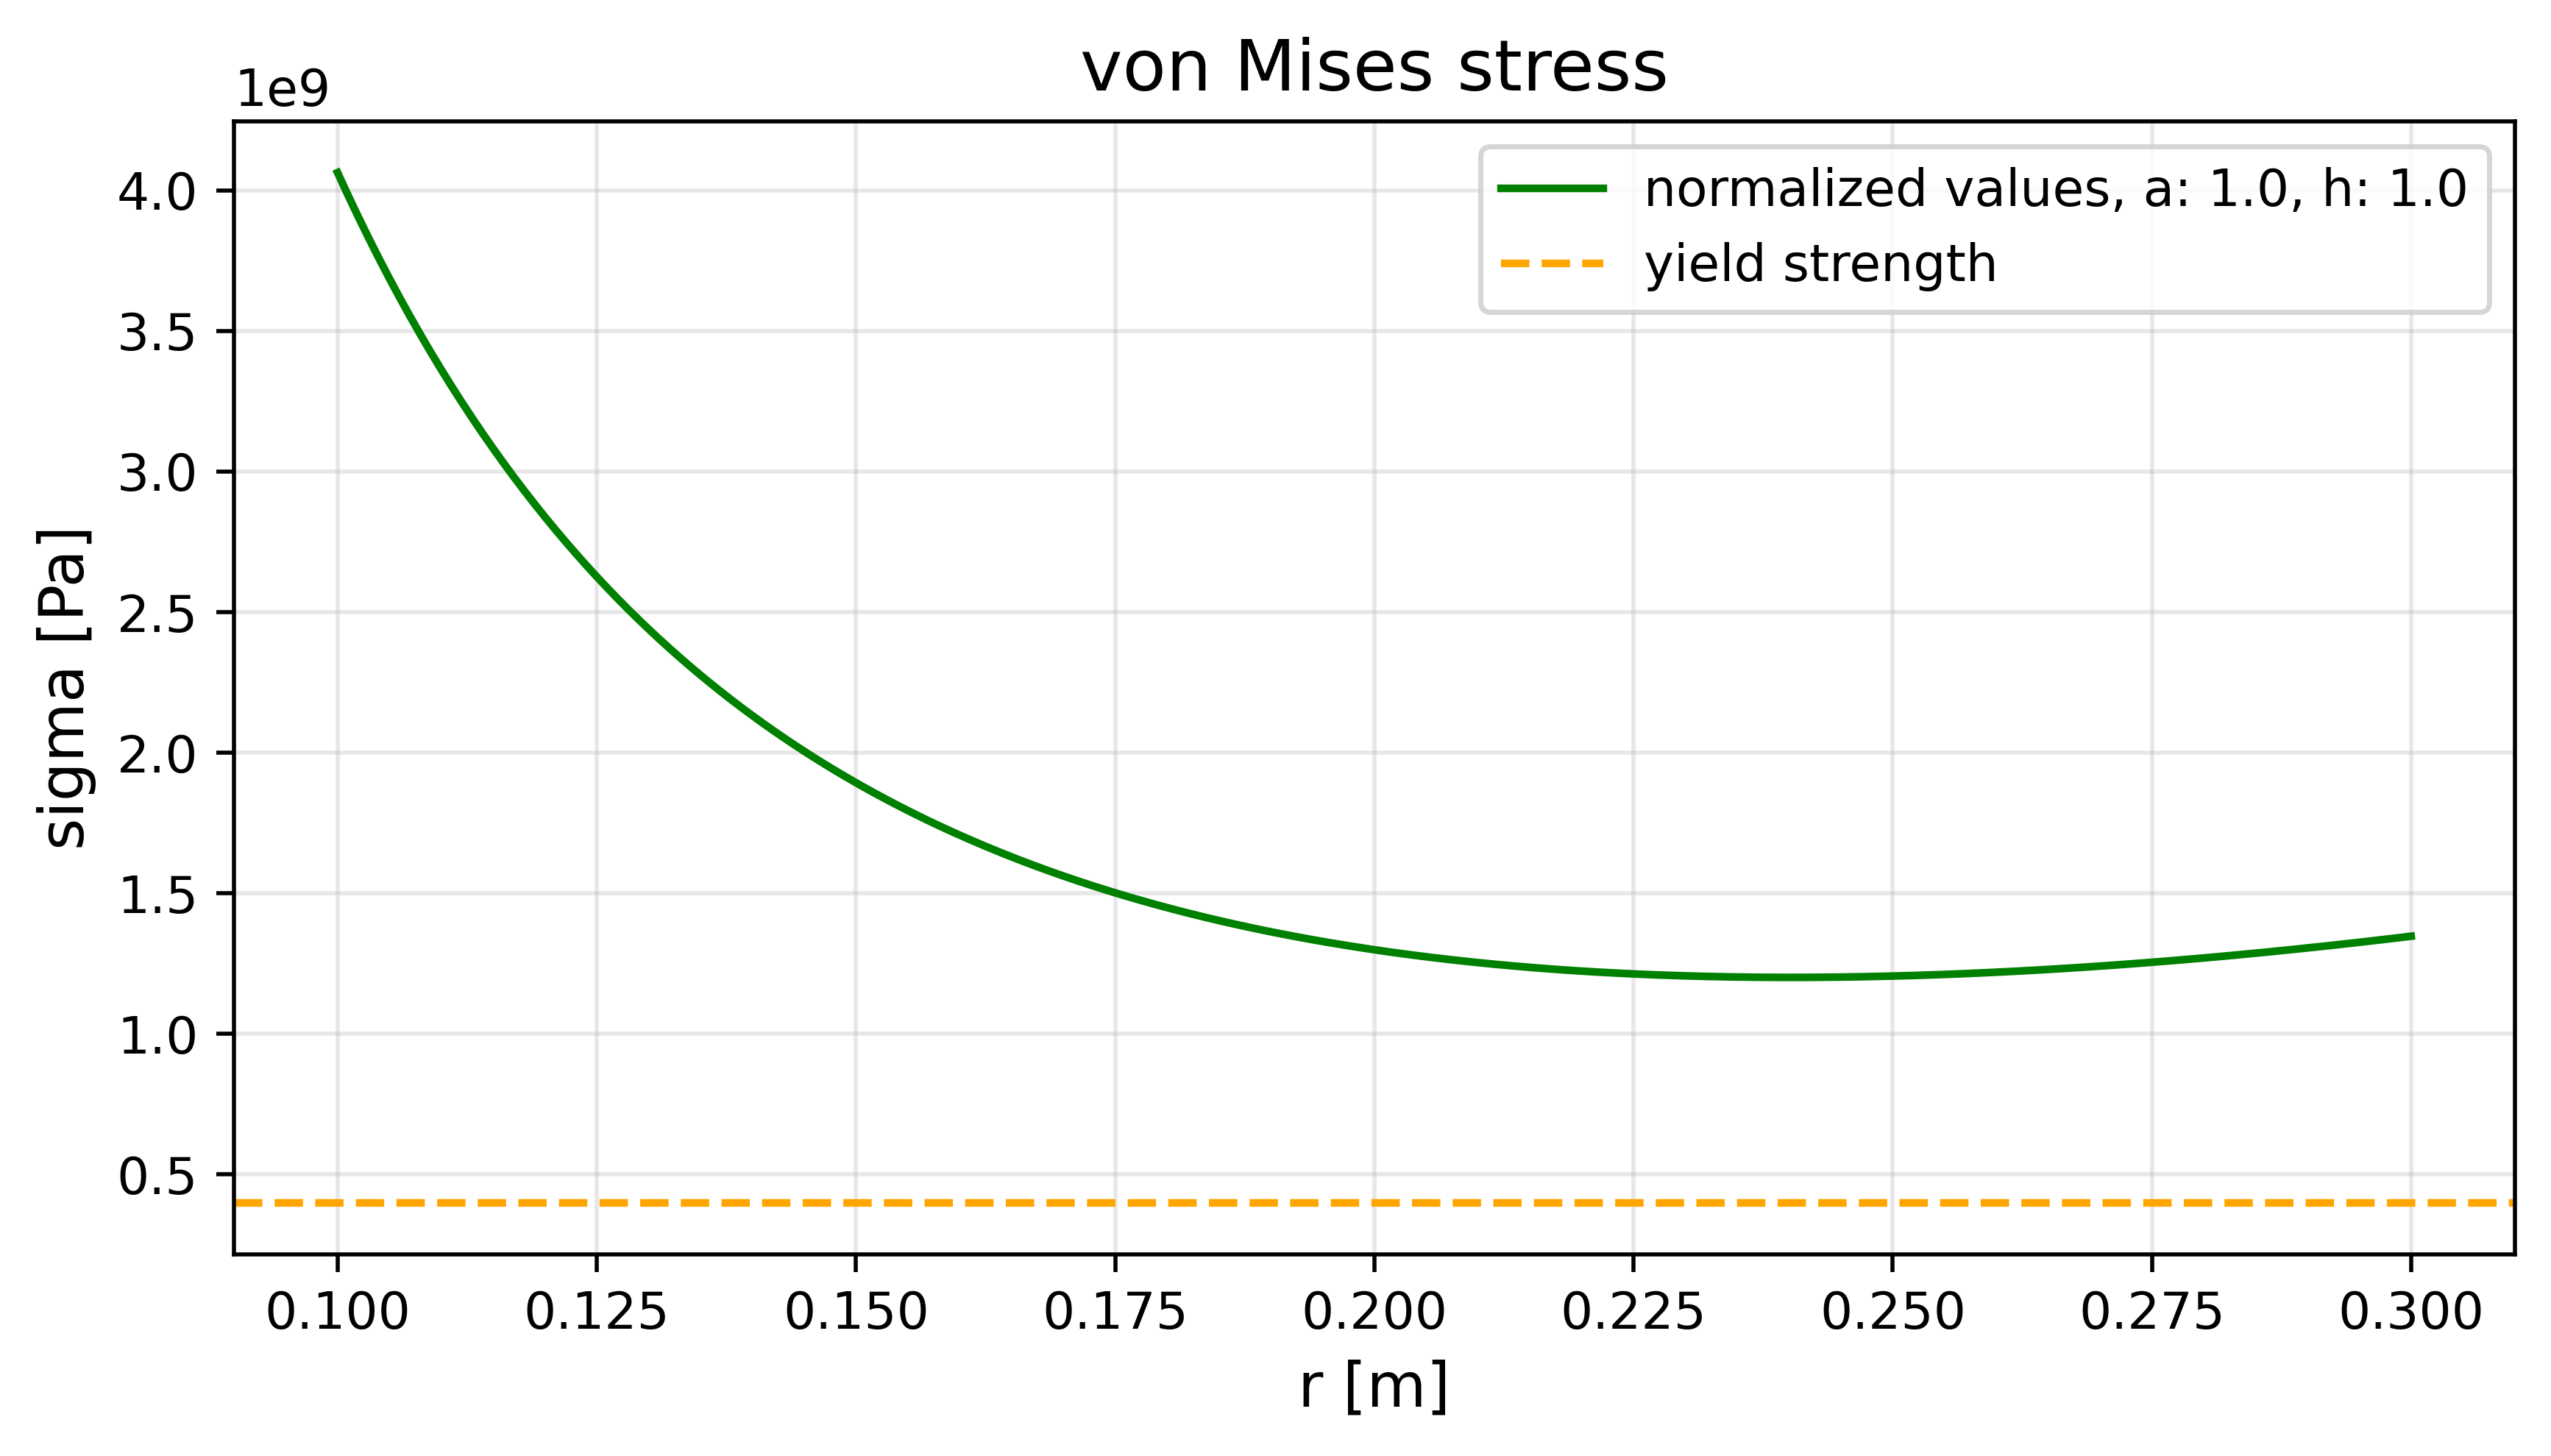 von Mises stress
1e9
normalized values, a: 1.0, h: 1.0
yield strength
4.0
3.5
3.0
2.5
2.0
1.5
1.0
0.5
sigma [Pa]
0.100 0.125 0.150 0.175 0.200 0.225 0.250 0.275 0.300
r [m]